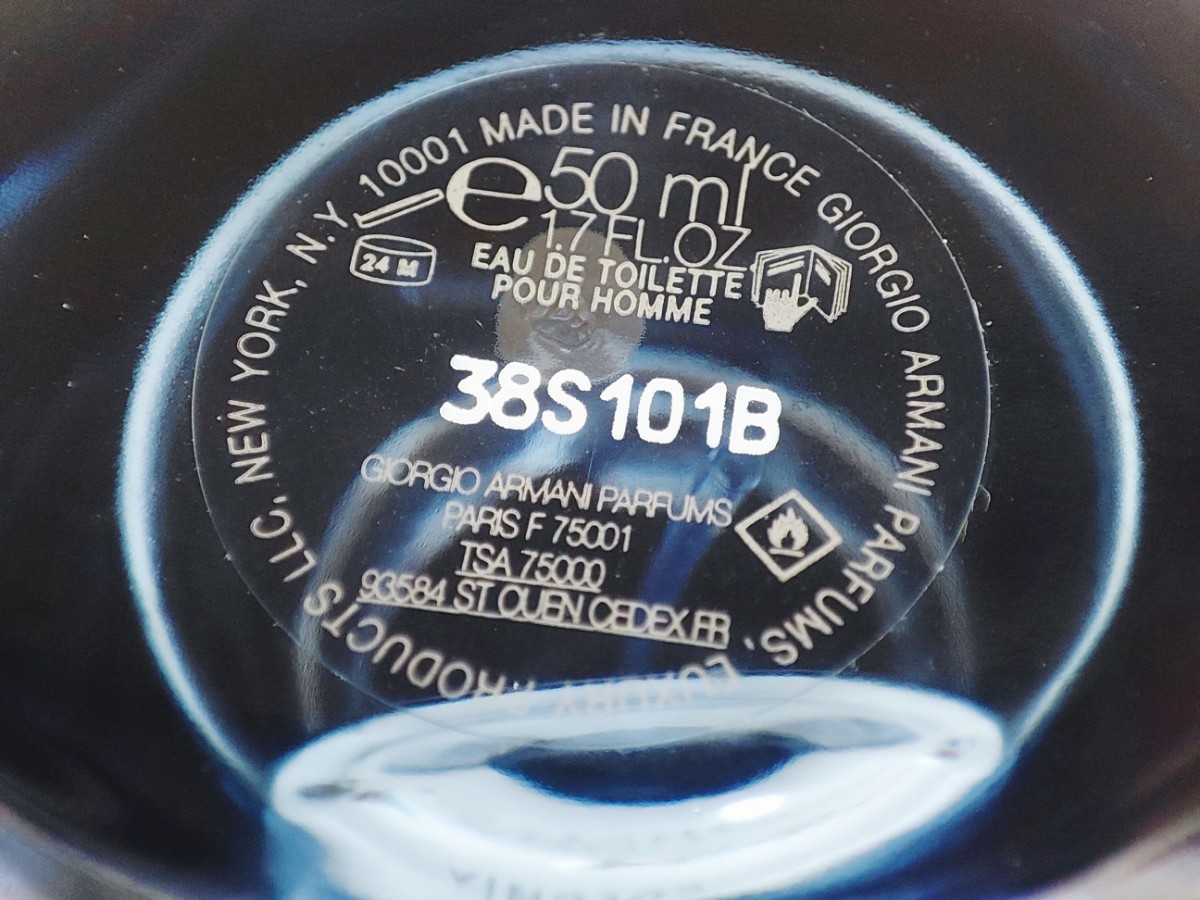 MADE IN FRANCE GIORGIO ARMANI PARFUMS, LUXURY PRODUCTS LLC, NEW YORK, N.Y. 10001
e 50 ml
1.7 FL.OZ
24 M
EAU DE TOILETTE
POUR HOMME
38S101B
GIORGIO ARMANI PARFUMS
PARIS F 75001
TSA 75000
93584 ST OUEN CEDEX FR